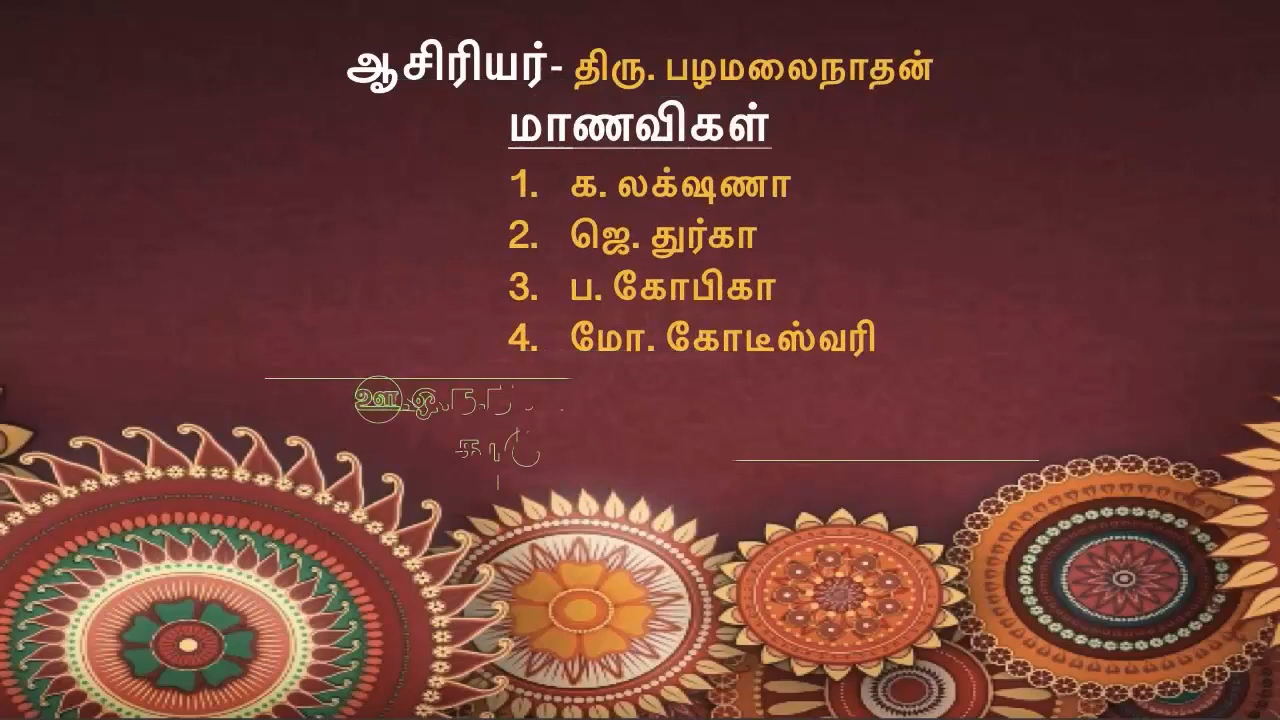 ஆசிரியர்- திரு. பழமலைநாதன்
மாணவிகள்
1. க. லக்ஷணா
2. ஜெ. துர்கா
3. ப. கோபிகா
4. மோ. கோடீஸ்வரி